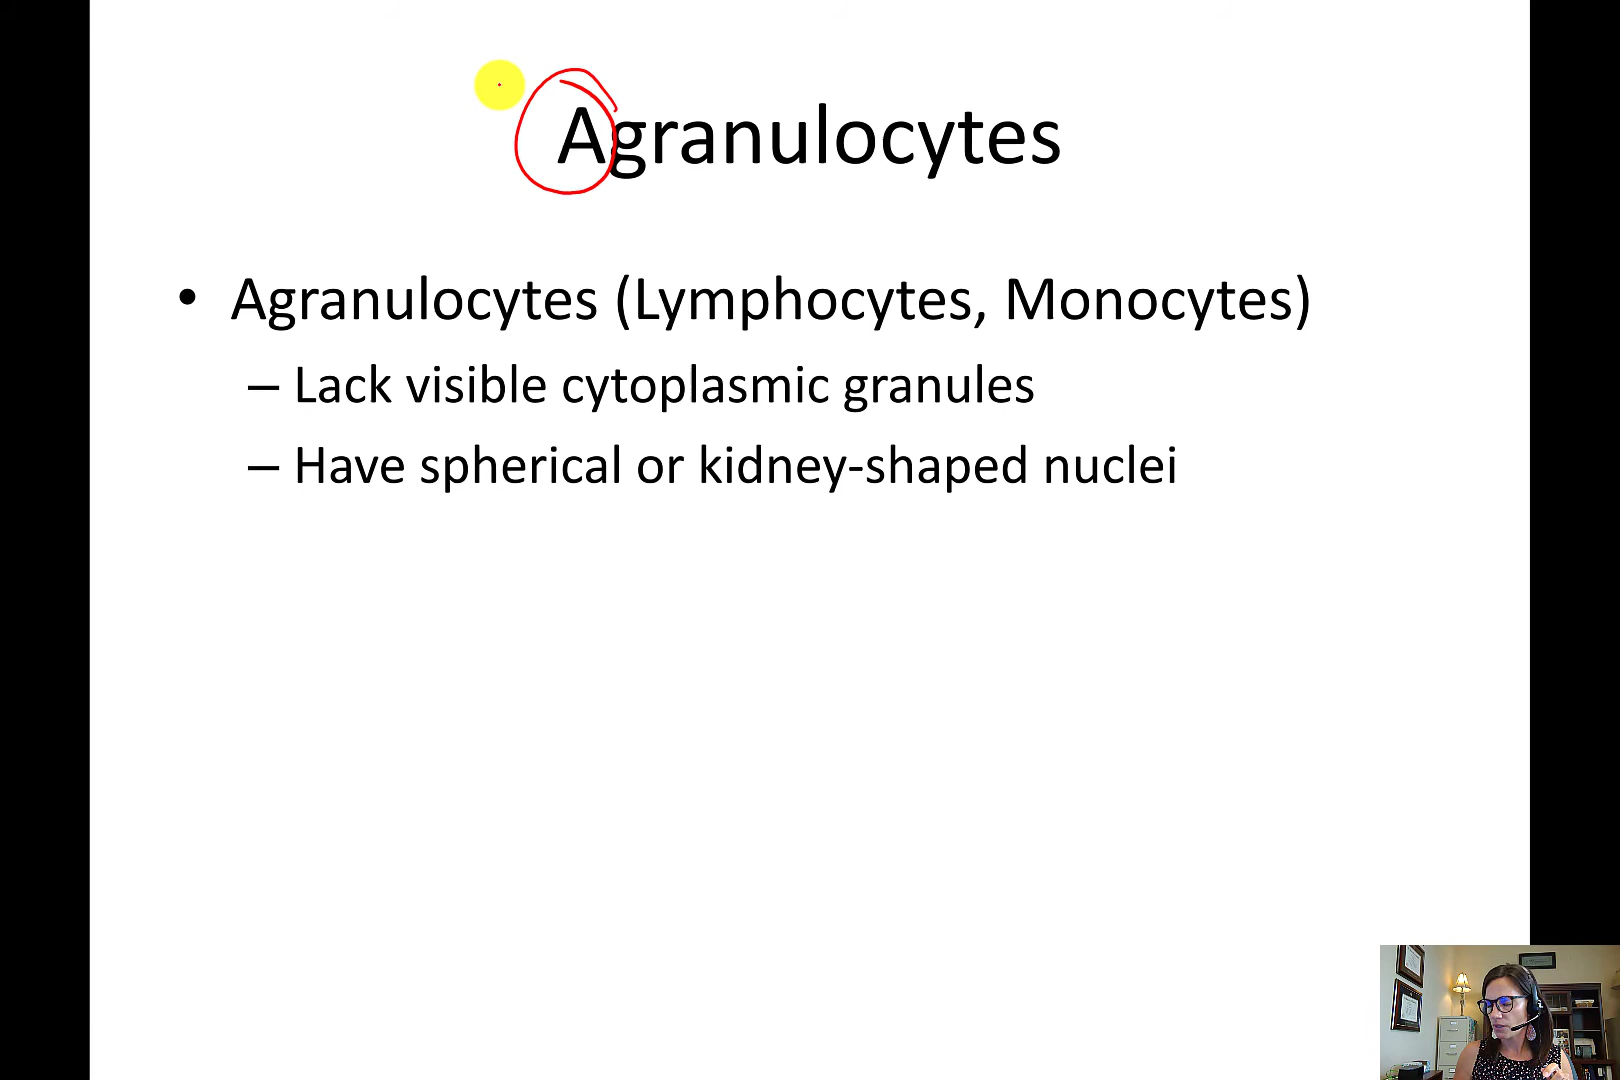 Agranulocytes
• Agranulocytes (Lymphocytes, Monocytes)
– Lack visible cytoplasmic granules
– Have spherical or kidney-shaped nuclei